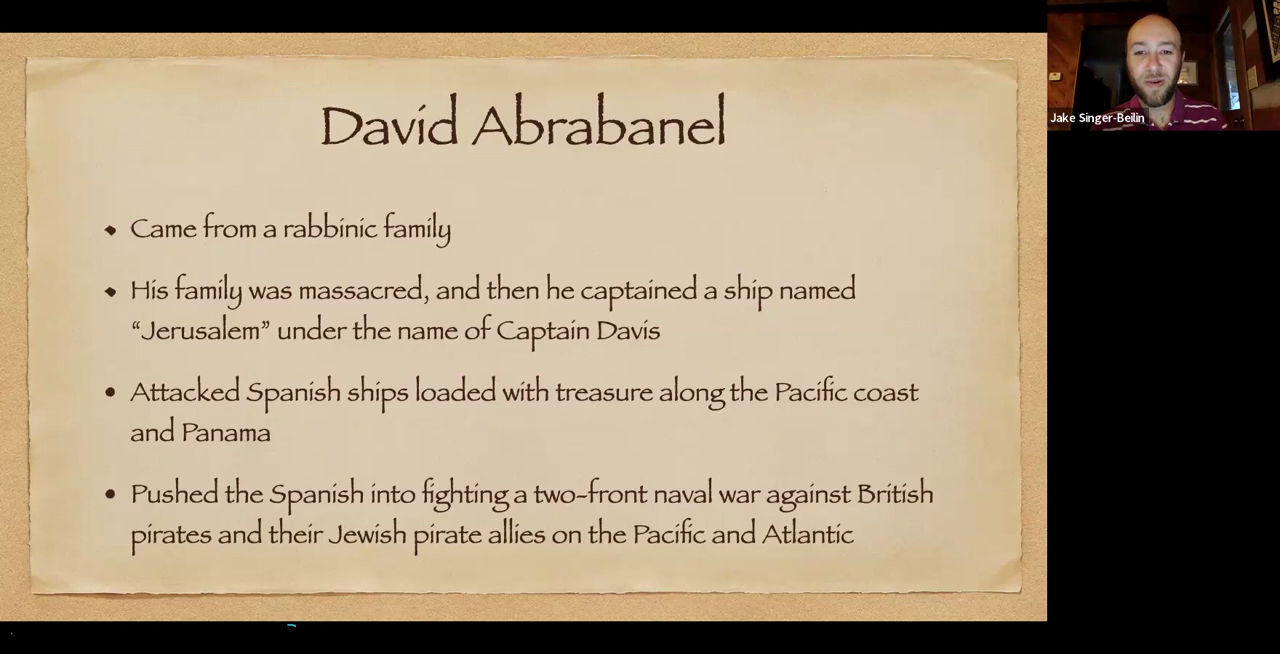 David Abrabanel
Came from a rabbinic family
His family was massacred, and then he captained a ship named
“Jerusalem” under the name of Captain Davis
Attacked Spanish ships loaded with treasure along the Pacific coast
and Panama
Pushed the Spanish into fighting a two-front naval war against British
pirates and their Jewish pirate allies on the Pacific and Atlantic
Jake Singer-Beilin